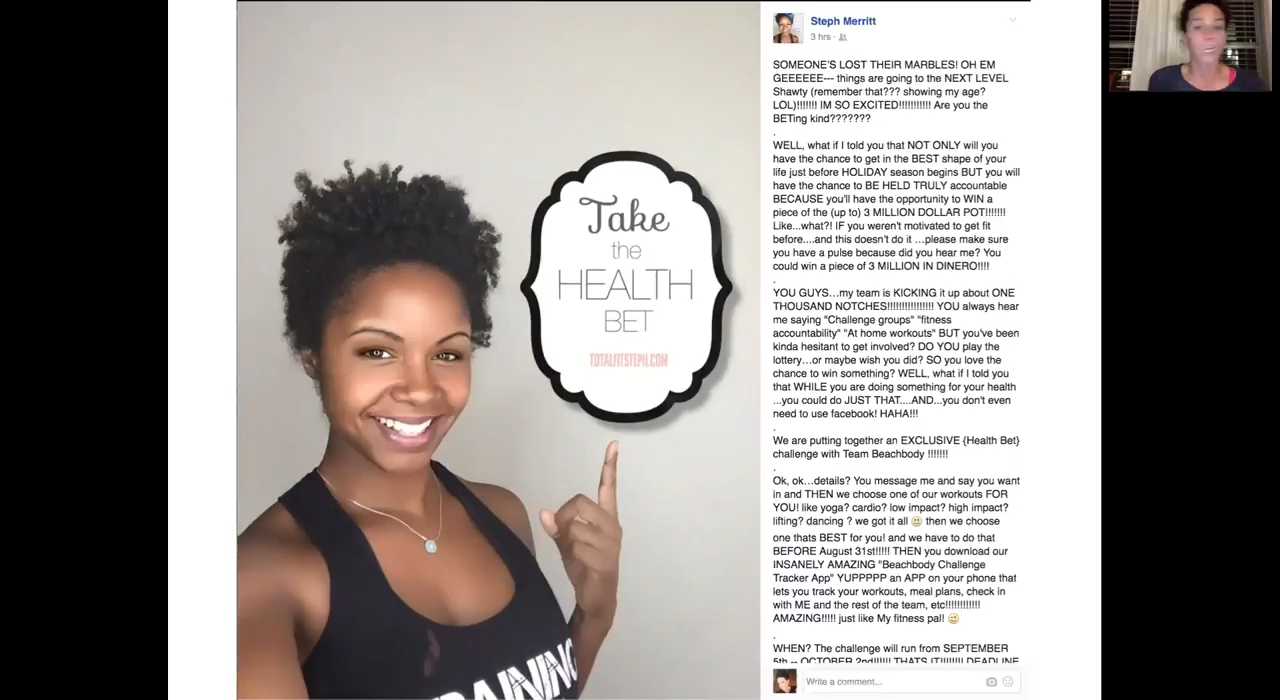 Take
the
HEALTH
BET
TOTALFITSTEPH.COM
TRAINING
Steph Merritt
3 hrs ·
SOMEONE'S LOST THEIR MARBLES! OH EM
GEEEEEE--- things are going to the NEXT LEVEL
Shawty (remember that??? showing my age?
LOL)!!!!!!! IM SO EXCITED!!!!!!!!!!! Are you the
BETing kind???????
.
WELL, what if I told you that NOT ONLY will you
have the chance to get in the BEST shape of your
life just before HOLIDAY season begins BUT you will
have the chance to BE HELD TRULY accountable
BECAUSE you'll have the opportunity to WIN a
piece of the (up to) 3 MILLION DOLLAR POT!!!!!!!
Like...what?! IF you weren't motivated to get fit
before....and this doesn't do it ...please make sure
you have a pulse because did you hear me? You
could win a piece of 3 MILLION IN DINERO!!!!
.
YOU GUYS...my team is KICKING it up about ONE
THOUSAND NOTCHES!!!!!!!!!!!!!!!! YOU always hear
me saying "Challenge groups" "fitness
accountability" "At home workouts" BUT you've been
kinda hesitant to get involved? DO YOU play the
lottery...or maybe wish you did? SO you love the
chance to win something? WELL, what if I told you
that WHILE you are doing something for your health
...you could do JUST THAT....AND...you don't even
need to use facebook! HAHA!!!
.
We are putting together an EXCLUSIVE {Health Bet}
challenge with Team Beachbody !!!!!!!
.
Ok, ok...details? You message me and say you want
in and THEN we choose one of our workouts FOR
YOU! like yoga? cardio? low impact? high impact?
lifting? dancing ? we got it all 😃 then we choose
one thats BEST for you! and we have to do that
BEFORE August 31st!!!!! THEN you download our
INSANELY AMAZING "Beachbody Challenge
Tracker App" YUPPPPP an APP on your phone that
lets you track your workouts, meal plans, check in
with ME and the rest of the team, etc!!!!!!!!!!!!
AMAZING!!!!! just like My fitness pal! 😃
.
WHEN? The challenge will run from SEPTEMBER
5th -- OCTOBER 2nd!!!!!! THATS IT!!!!!!!! DEADLINE
Write a comment...